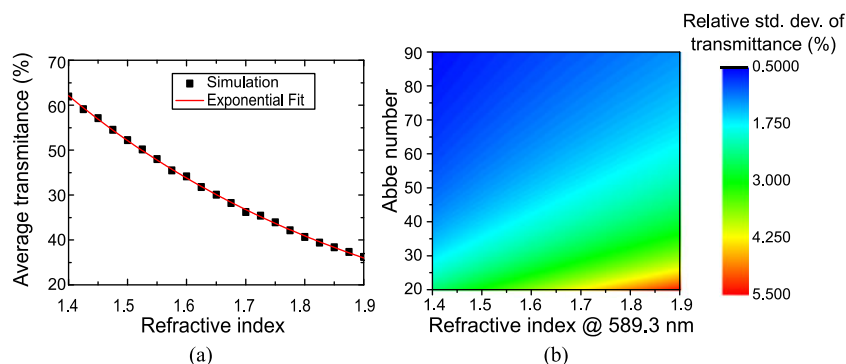 Average transmitance (%)
70
60
50
30
40
20
1.4 1.5 1.6 1.7 1.8 1.9
Refractive index
Simulation
Exponential Fit
(a)
Abbe number
90
80
70
60
50
40
30
20
1.4 1.5 1.6 1.7 1.8 1.9
Refractive index @ 589.3 nm
(b)
Relative std. dev. of
transmittance (%)
0.5000
1.750
3.000
4.250
5.500